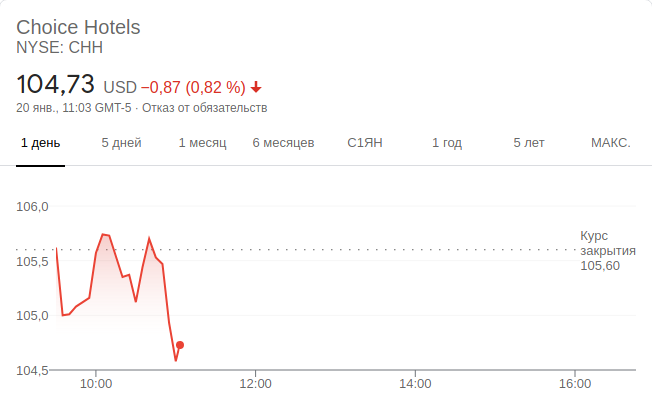 Choice Hotels
NYSE: CHH
104,73 USD −0,87 (0,82 %)
20 янв., 11:03 GMT-5 · Отказ от обязательств
1 день 5 дней 1 месяц 6 месяцев С1ЯН 1 год 5 лет МАКС.
106,0
105,5
105,0
104,5
Курс
закрытия
105,60
10:00 12:00 14:00 16:00